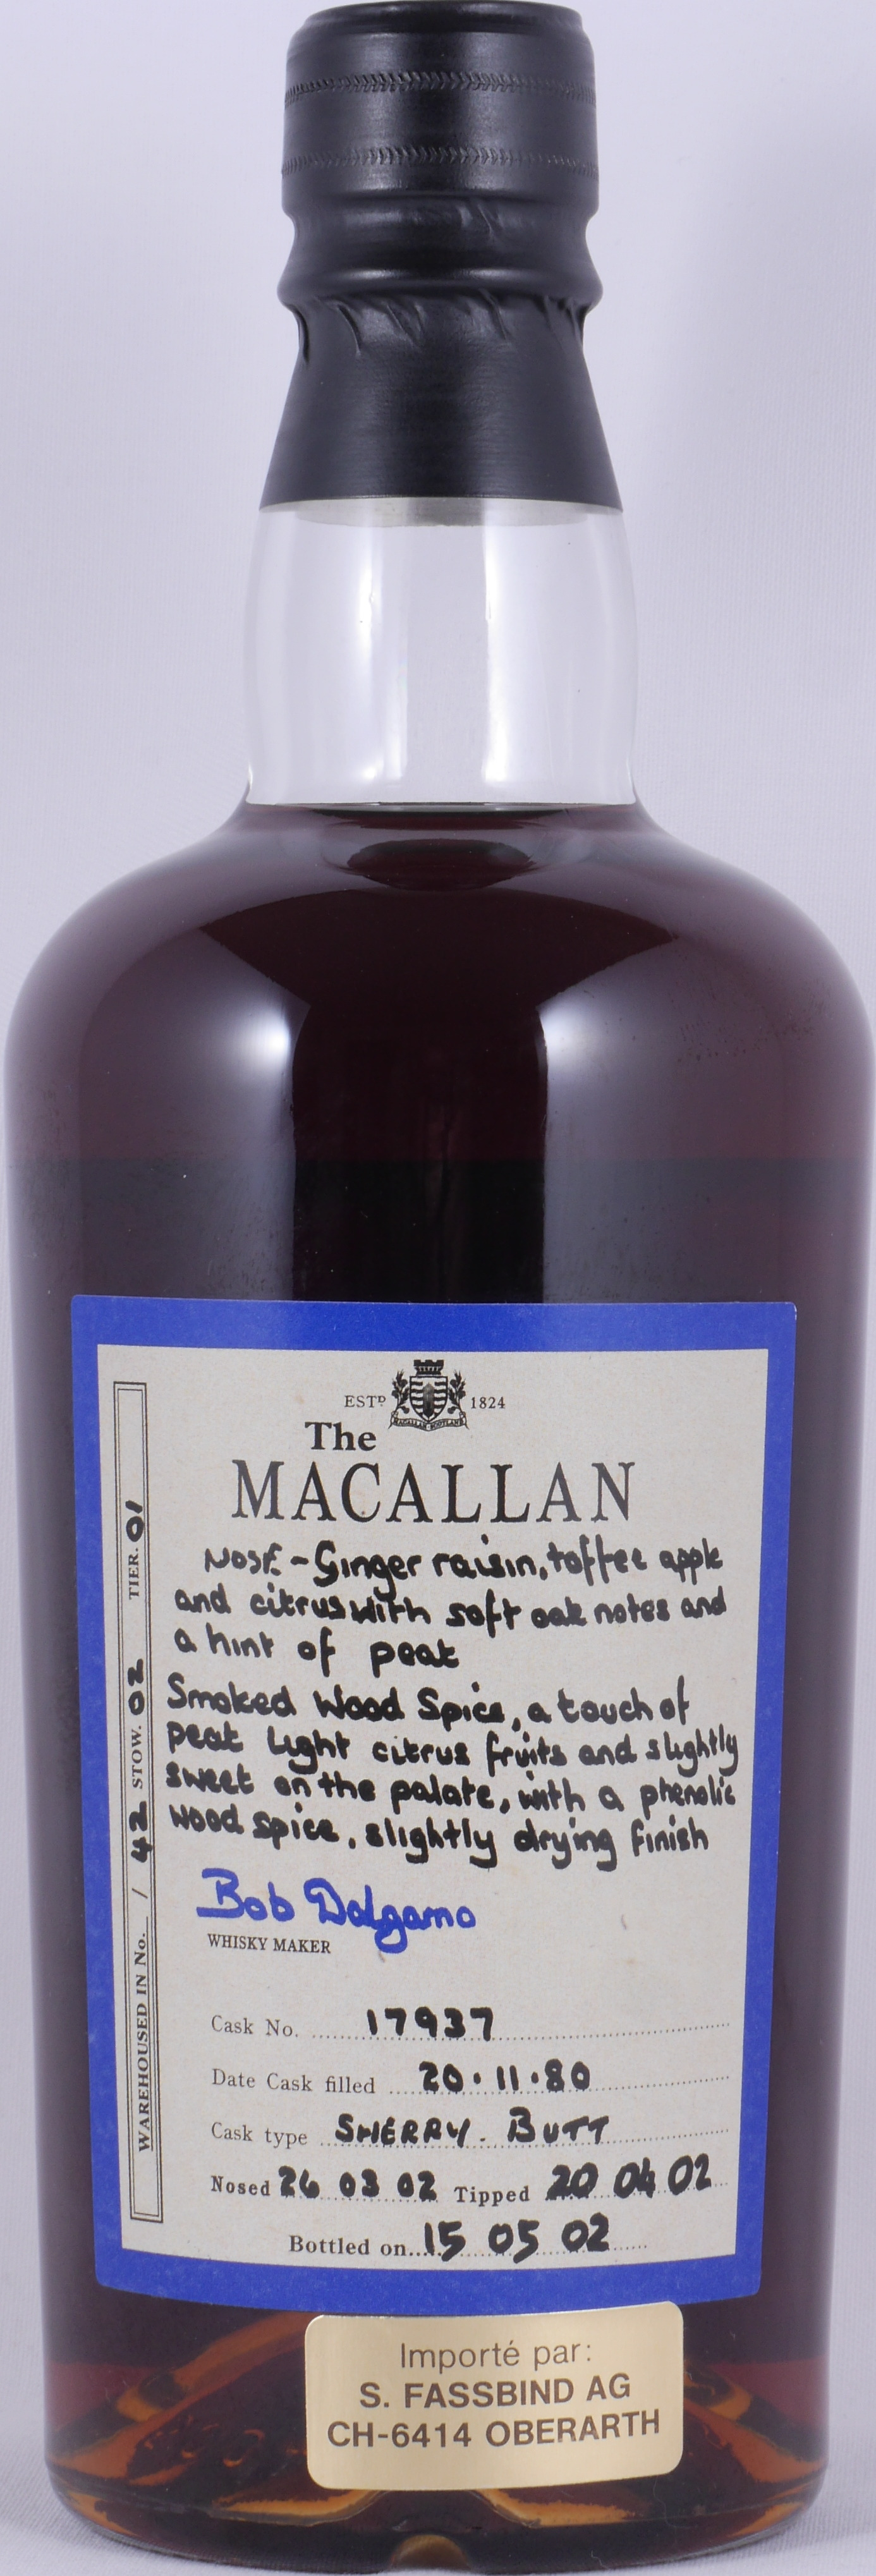 ESTD 1824
MACALLAN SCOTLAND
The
MACALLAN
NOSE - Ginger raisin, toffee apple
and citrus with soft oak notes and
a hint of peat
Smoked Wood Spice, a touch of
peat light citrus fruits and slightly
sweet on the palate, with a phenolic
wood spice, slightly drying finish
Bob Dalgarno
WHISKY MAKER
Cask No. 17937
Date Cask filled 20.11.80
Cask type SHERRY. BUTT
Nosed 26 03 02 Tipped 20 04 02
Bottled on 15 05 02
WAREHOUSED IN No. / 42 STOW. 02 TIER. 01
Importé par:
S. FASSBIND AG
CH-6414 OBERARTH